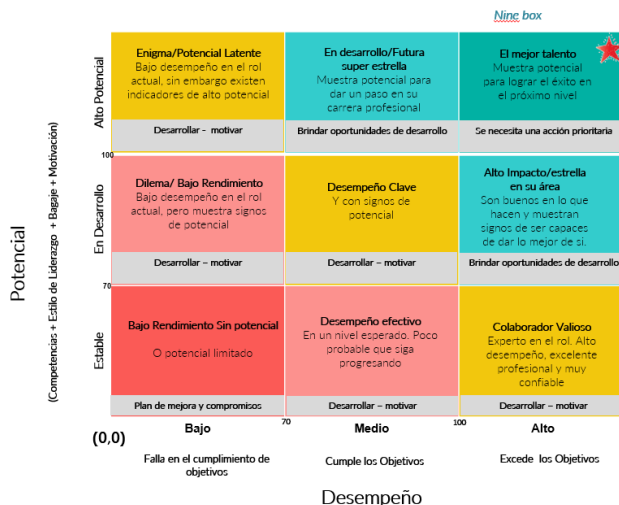 Nine box
Enigma/Potencial Latente
Bajo desempeño en el rol
actual, sin embargo existen
indicadores de alto potencial
Desarrollar - motivar
En desarrollo/Futura
super estrella
Muestra potencial para
dar un paso en su
carrera profesional
Brindar oportunidades de desarrollo
El mejor talento
Muestra potencial
para lograr el éxito en
el próximo nivel
Se necesita una acción prioritaria
Alto Potencial
100
Dilema/ Bajo Rendimiento
Bajo desempeño en el rol
actual, pero muestra signos
de potencial
Desarrollar – motivar
Desempeño Clave
Y con signos de
potencial
Desarrollar – motivar
Alto Impacto/estrella
en su área
Son buenos en lo que
hacen y muestran
signos de ser capaces
de dar lo mejor de si.
Brindar oportunidades de desarrollo
En Desarrollo
70
Bajo Rendimiento Sin potencial
O potencial limitado
Plan de mejora y compromisos
Desempeño efectivo
En un nivel esperado. Poco
probable que siga
progresando
Desarrollar – motivar
Colaborador Valioso
Experto en el rol. Alto
desempeño, excelente
profesional y muy
confiable
Desarrollar – motivar
Estable
Potencial
(Competencias + Estilo de Liderazgo + Bagaje + Motivación)
(0,0)
Bajo
70
Medio
100
Alto
Falla en el cumplimiento de
objetivos
Cumple los Objetivos
Excede los Objetivos
Desempeño